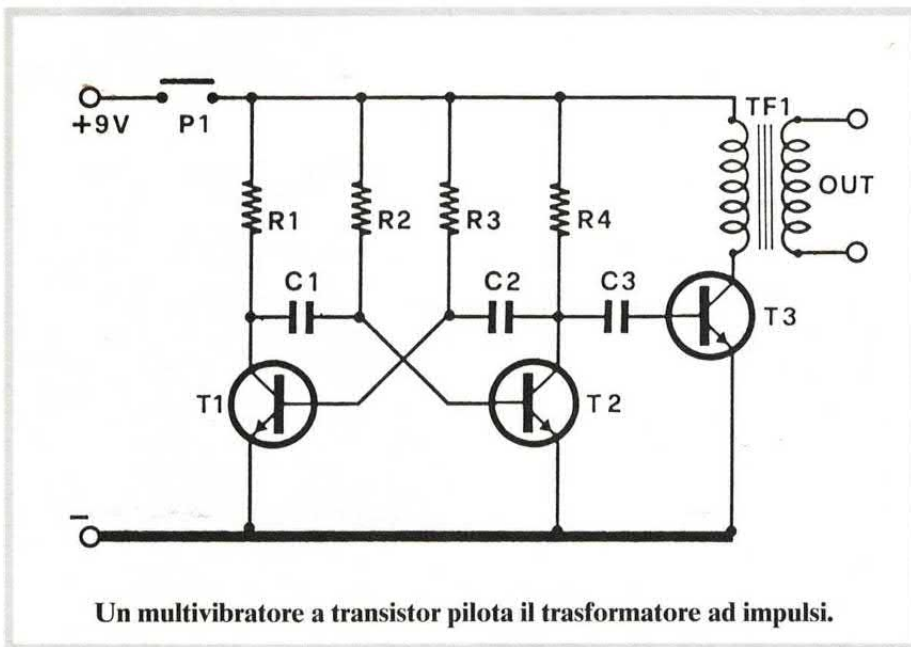 +9V
P1
TF1
R1
R2
R3
R4
OUT
C1
C2
C3
T3
T1
T2
−
Un multivibratore a transistor pilota il trasformatore ad impulsi.